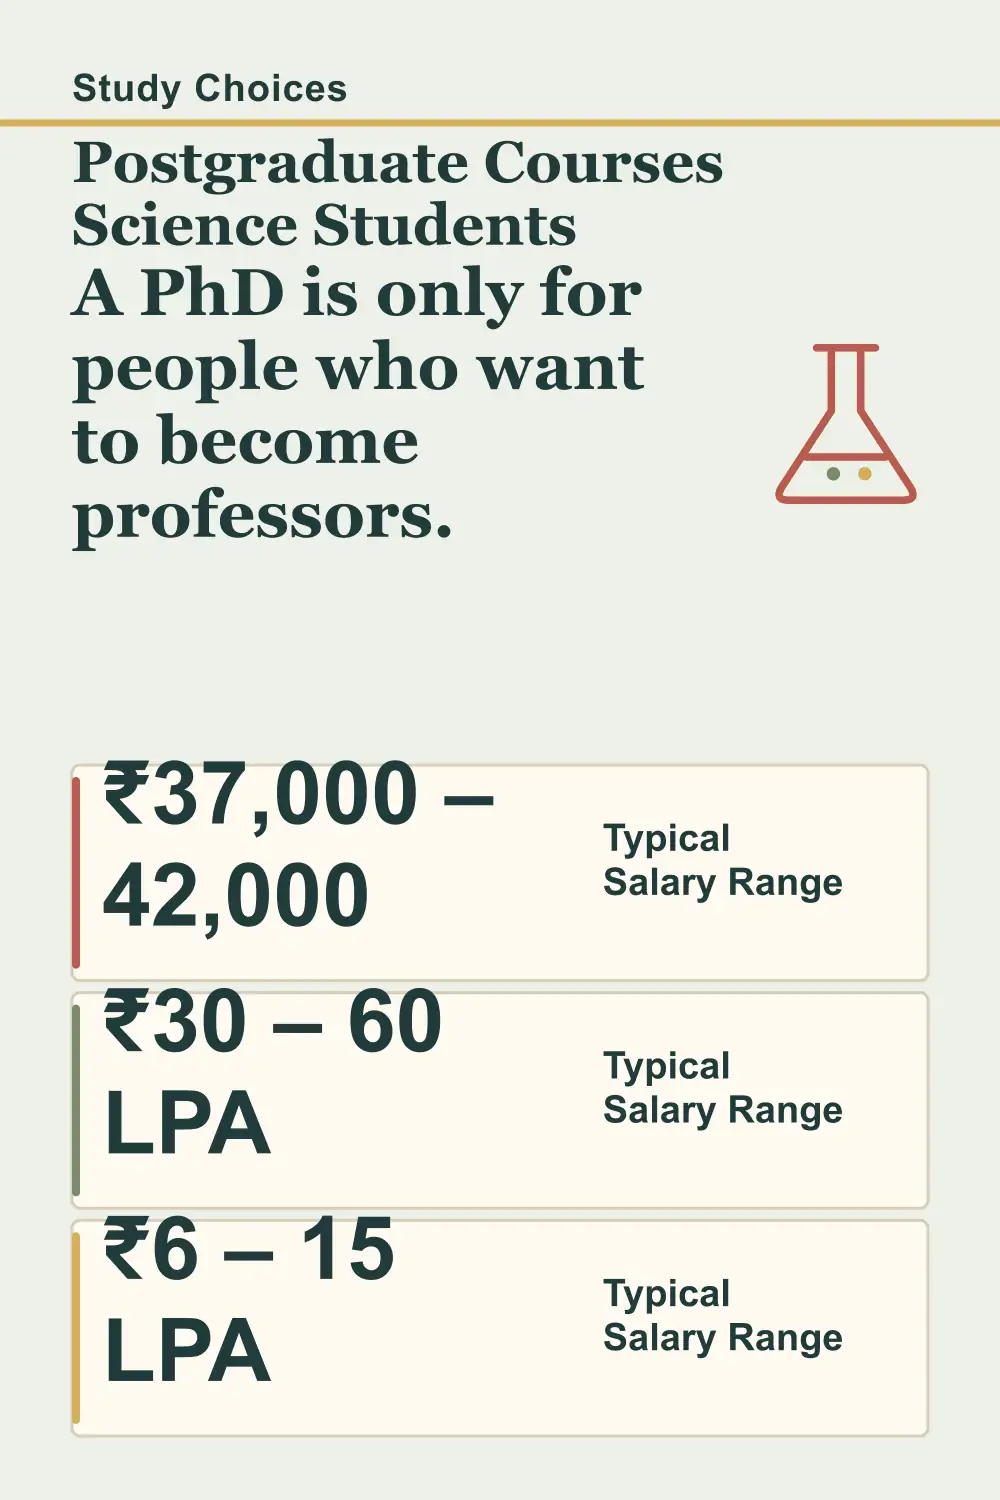 Study Choices
Postgraduate Courses
Science Students
A PhD is only for
people who want
to become
professors.
₹37,000 –
42,000
Typical
Salary Range
₹30 – 60
LPA
Typical
Salary Range
₹6 – 15
LPA
Typical
Salary Range